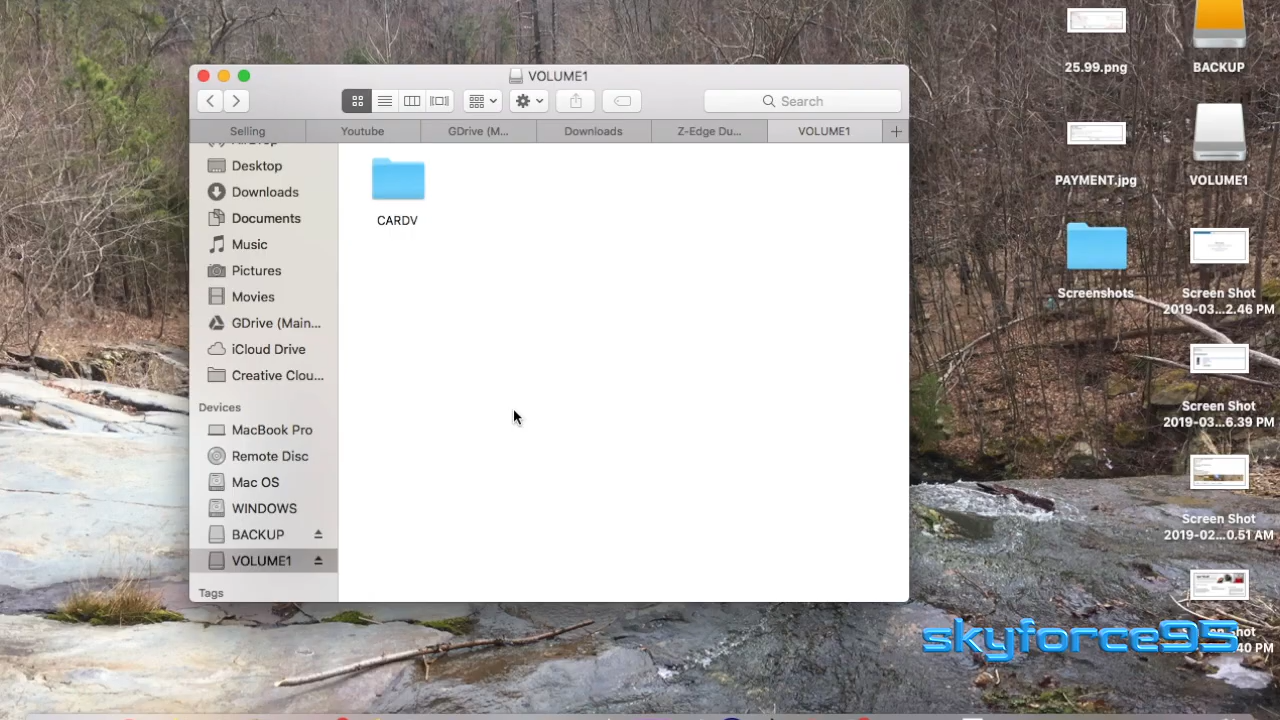 VOLUME1
Search
Selling
Youtube
GDrive (M...
Downloads
Z-Edge Du...
VOLUME1
Desktop
Downloads
Documents
Music
Pictures
Movies
GDrive (Main...
iCloud Drive
Creative Clou...
Devices
MacBook Pro
Remote Disc
Mac OS
WINDOWS
BACKUP
VOLUME1
Tags
CARDV
25.99.png
BACKUP
PAYMENT.jpg
VOLUME1
Screenshots
Screen Shot
2019-03...2.46 PM
Screen Shot
2019-03...6.39 PM
Screen Shot
2019-02...0.51 AM
skyforce95